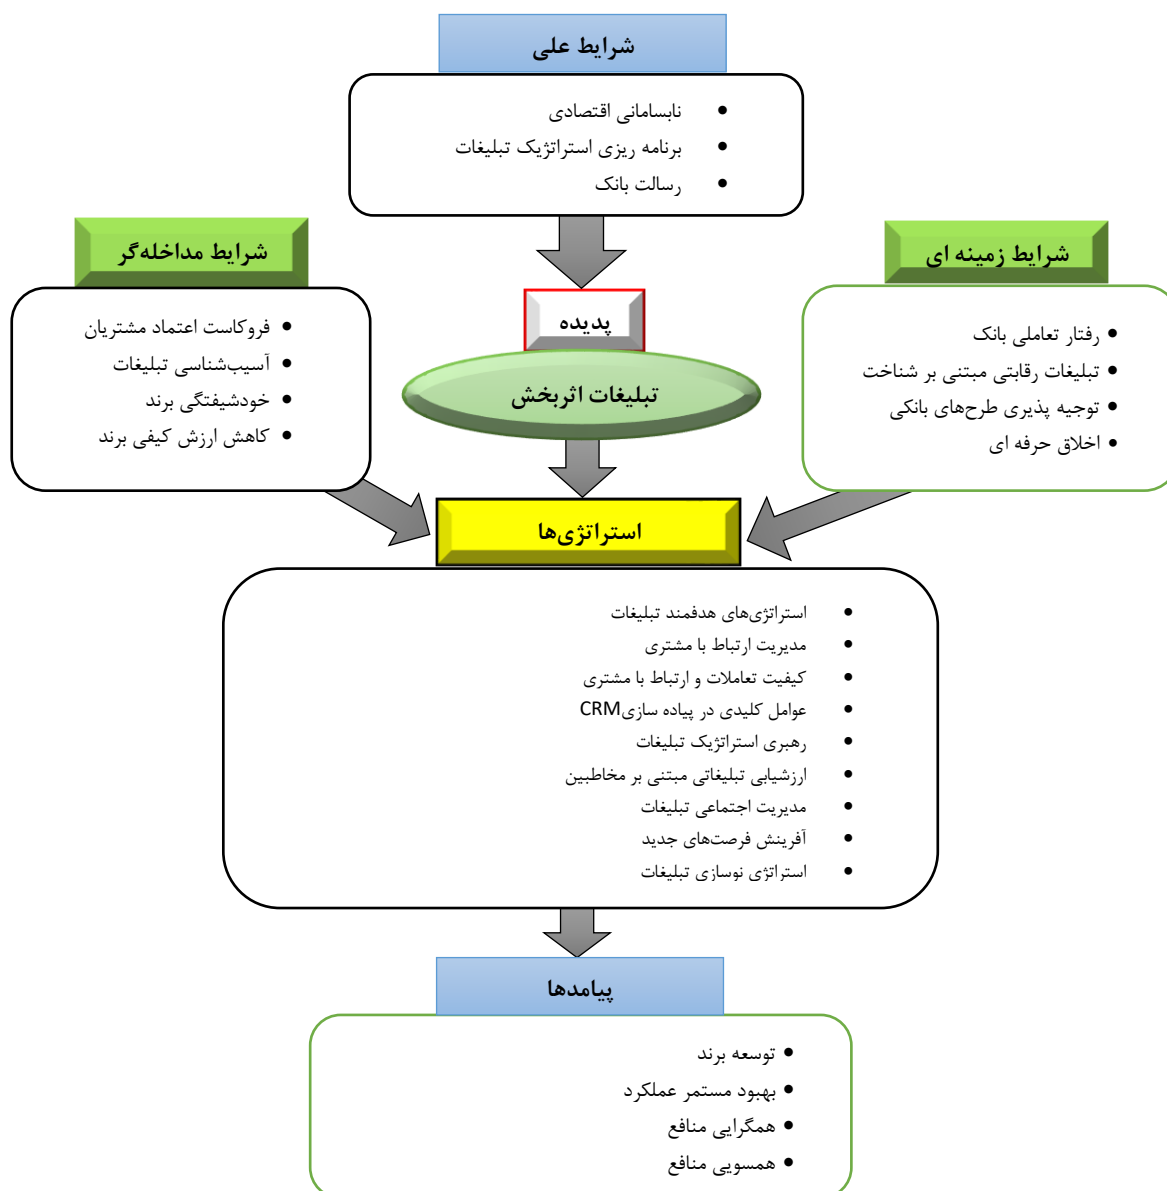 شرایط علی
نابسامانی اقتصادی
برنامه ریزی استراتژیک تبلیغات
رسالت بانک
شرایط زمینه ای
رفتار تعاملی بانک
تبلیغات رقابتی مبتنی بر شناخت
توجیه پذیری طرح‌های بانکی
اخلاق حرفه ای
پدیده
تبلیغات اثربخش
شرایط مداخله‌گر
فروکاست اعتماد مشتریان
آسیب‌شناسی تبلیغات
خودشیفتگی برند
کاهش ارزش کیفی برند
استراتژی‌ها
استراتژی‌های هدفمند تبلیغات
مدیریت ارتباط با مشتری
کیفیت تعاملات و ارتباط با مشتری
عوامل کلیدی در پیاده سازیCRM
رهبری استراتژیک تبلیغات
ارزشیابی تبلیغاتی مبتنی بر مخاطبین
مدیریت اجتماعی تبلیغات
آفرینش فرصت‌های جدید
استراتژی نوسازی تبلیغات
پیامدها
توسعه برند
بهبود مستمر عملکرد
همگرایی منافع
همسویی منافع